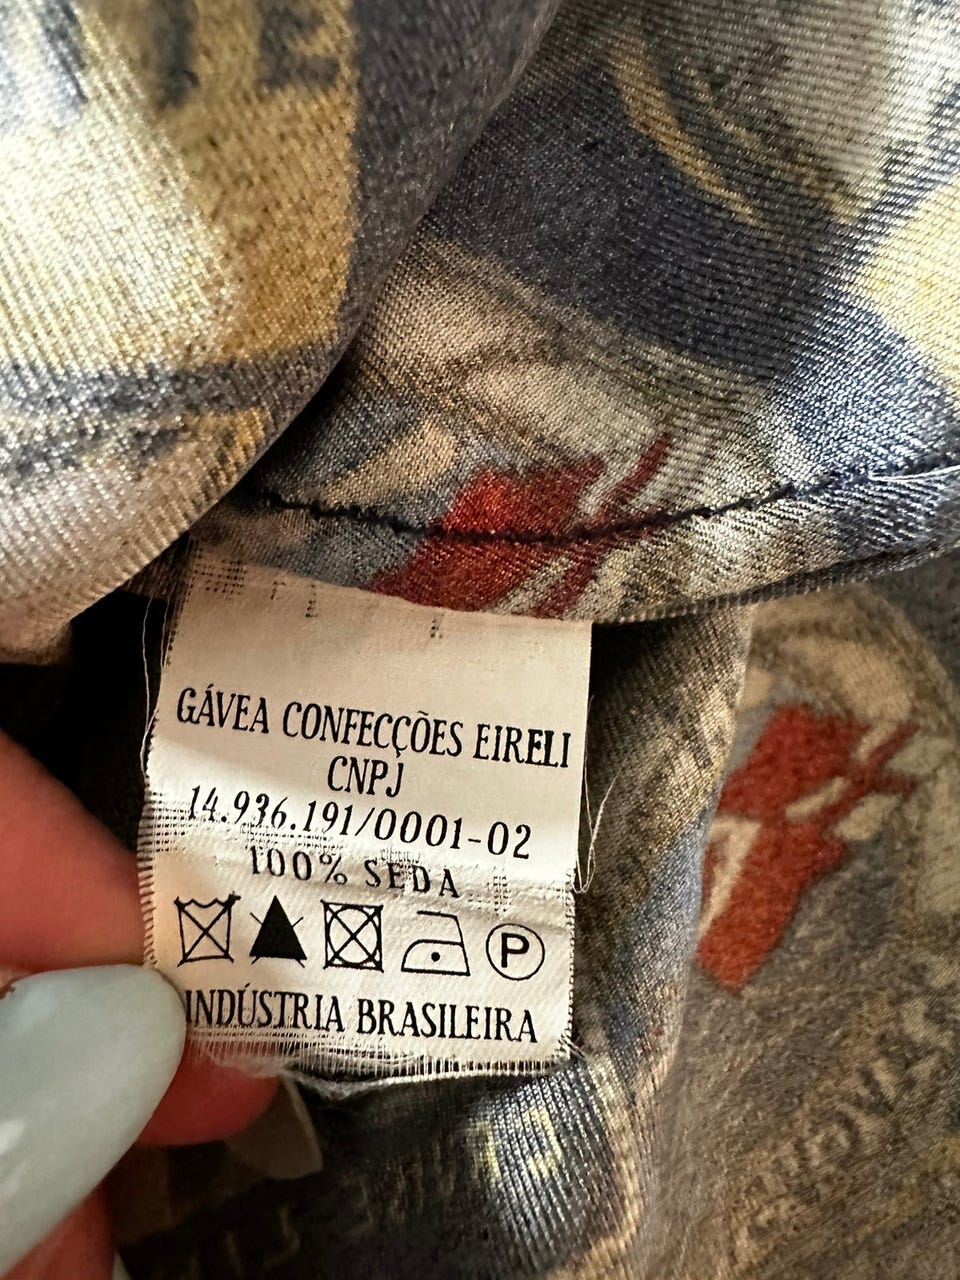 GÁVEA CONFECÇÕES EIRELI
CNPJ
14.936.191/0001-02
100% SEDA
P
INDÚSTRIA BRASILEIRA